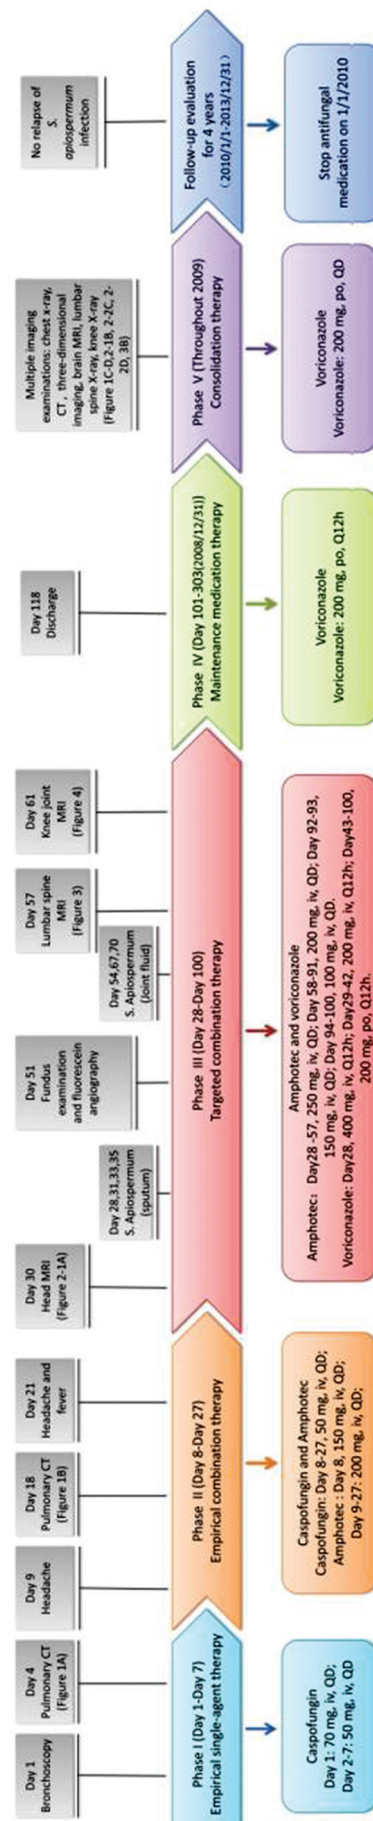 Day 1
Bronchoscopy
Day 4
Pulmonary CT
(Figure 1A)
Day 9
Headache
Day 18
Pulmonary CT
(Figure 1B)
Day 21
Headache and
fever
Day 30
Head MRI
(Figure 2-1A)
Day 28,31,33,35
S. Apiospermum
(sputum)
Day 51
Fundus
examination
and fluorescein
angiography
Day 54,67,70
S. Apiospermum
(Joint fluid)
Day 57
Lumbar spine
MRI
(Figure 3)
Day 61
Knee joint
MRI
(Figure 4)
Day 118
Discharge
Multiple imaging
examinations: chest x-ray,
CT , three-dimensional
imaging, brain MRI, lumbar
spine X-ray, knee X-ray
(Figure 1C-D,2-1B, 2-2C, 2-
2D, 3B)
No relapse of
S.
apiospermum
infection
Phase I (Day 1-Day 7)
Empirical single-agent therapy
Phase II (Day 8-Day 27)
Empirical combination therapy
Phase III (Day 28-Day 100)
Targeted combination therapy
Phase IV (Day 101-303(2008/12/31))
Maintenance medication therapy
Phase V (Throughout 2009)
Consolidation therapy
Follow-up evaluation
for 4 years
(2010/1/1-2013/12/31)
Caspofungin
Day 1: 70 mg, iv, QD;
Day 2-7: 50 mg, iv, QD
Caspofungin and Amphotec
Caspofungin: Day 8-27, 50 mg, iv, QD;
Amphotec : Day 8, 150 mg, iv, QD;
Day 9-27: 200 mg, iv, QD;
Amphotec and voriconazole
Amphotec: Day28 -57, 250 mg, iv, QD; Day 58-91, 200 mg, iv, QD; Day 92-93,
150 mg, iv, QD; Day 94-100, 100 mg, iv, QD.
Voriconazole: Day28, 400 mg, iv, Q12h; Day29-42, 200 mg, iv, Q12h; Day43-100,
200 mg, po, Q12h.
Voriconazole
Voriconazole: 200 mg, po, Q12h
Voriconazole
Voriconazole: 200 mg, po, QD
Stop antifungal
medication on 1/1/2010